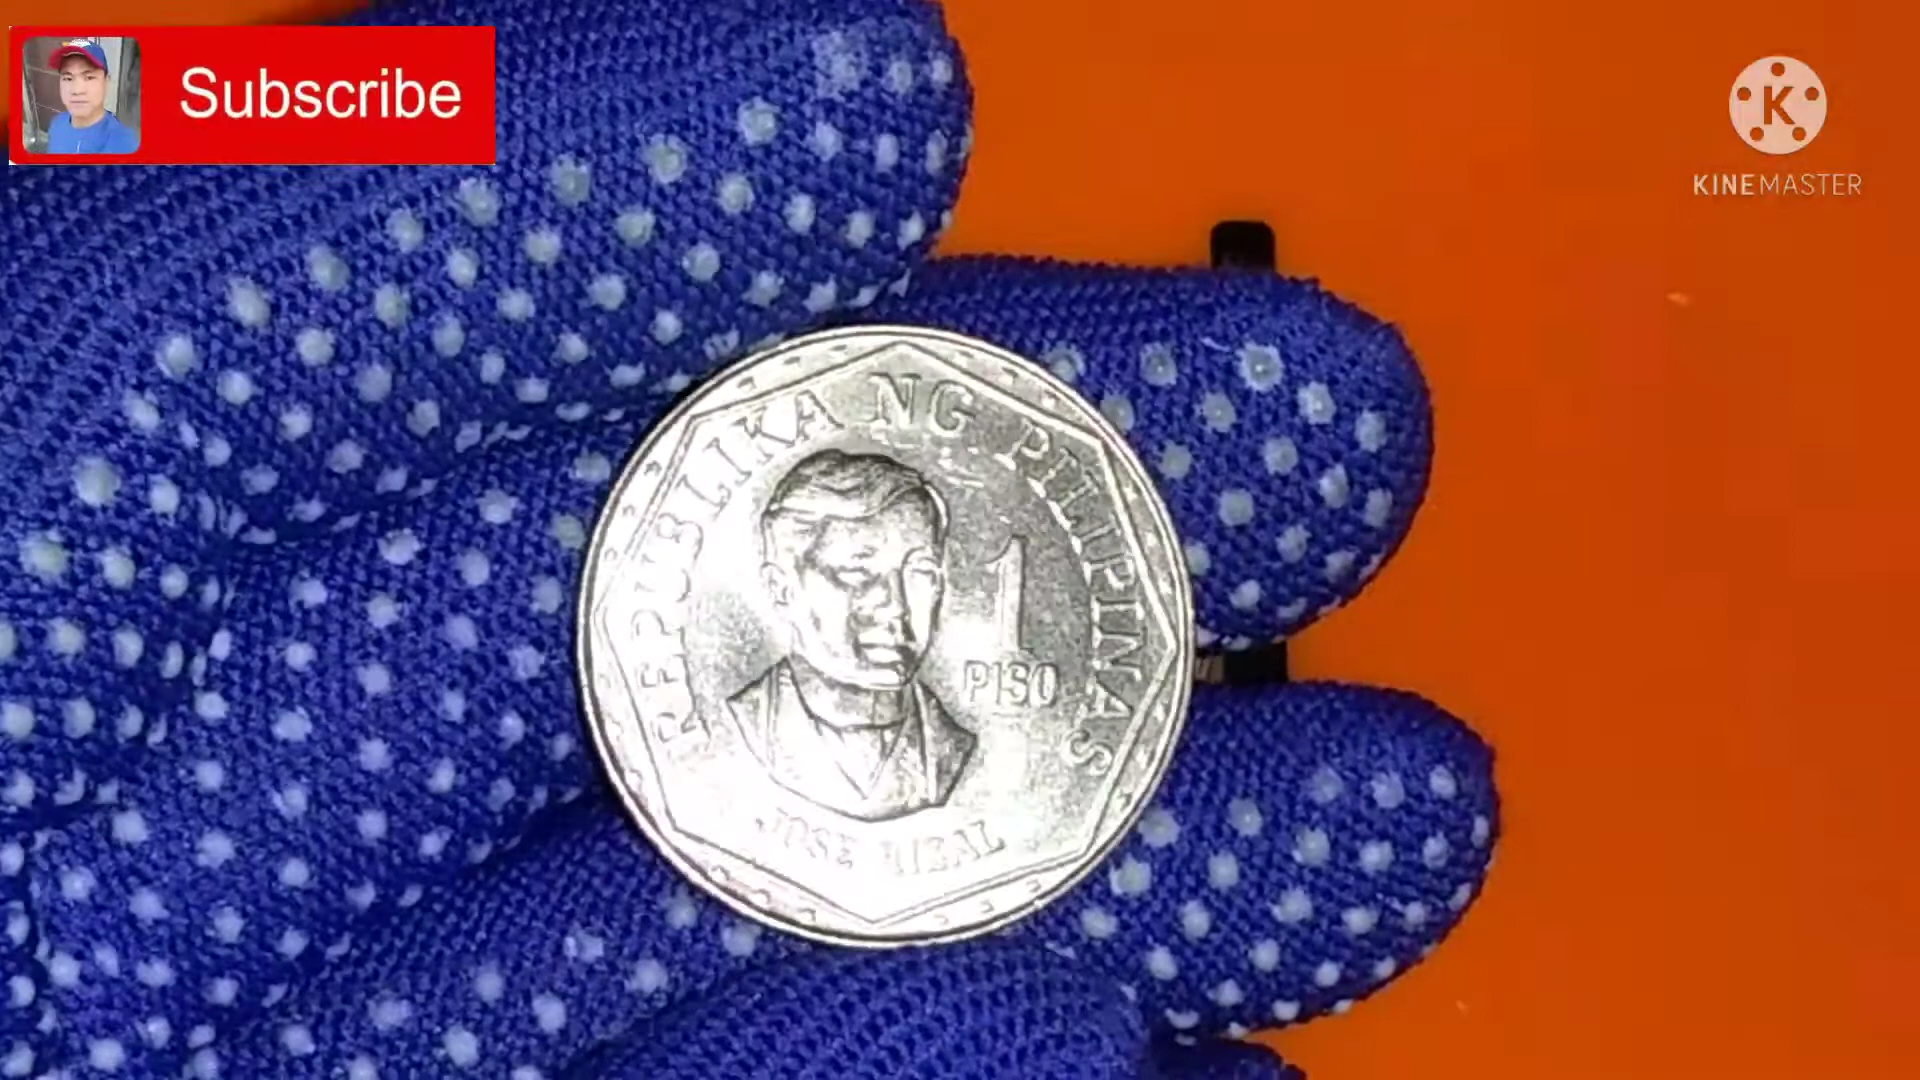 Subscribe
K
KINEMASTER
REPUBLIKA NG PILIPINAS
1
PISO
JOSE RIZAL